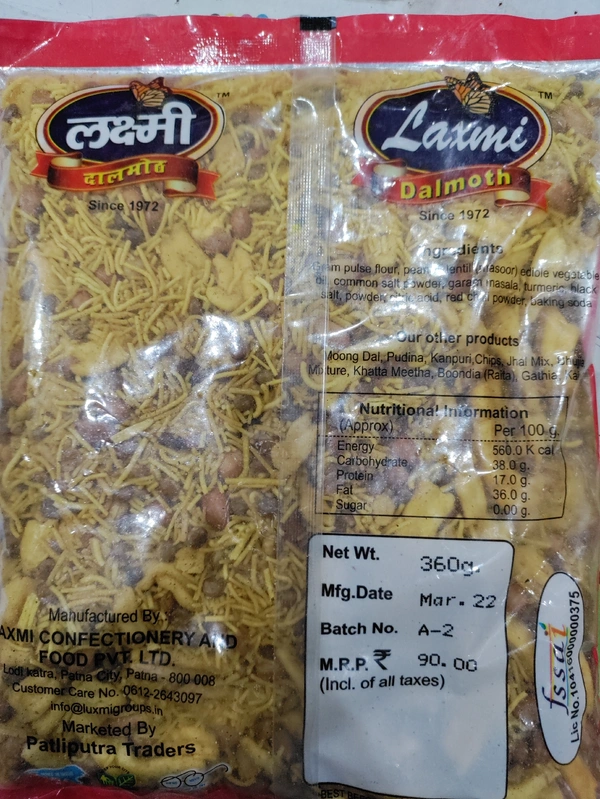 लक्ष्मी
TM
दालमोठ
Since 1972
Laxmi
TM
Dalmoth
Since 1972
Ingredients
pulse flour, lentil (Masoor) edible vegetable
oil, common salt powder, garam masala, turmeric, black
salt, powder, citric acid, red powder, baking soda
Our other products
Moong Dal, Pudina, Kanpuri,Chips, Jhal Mix,
Mixture, Khatta Meetha, Boondia (Raita), Gathia,
Nutritional Information
(Approx) Per 100 g.
Energy 560.0 K cal
Carbohydrate 38.0 g.
Protein 17.0 g.
Fat 36.0 g.
Sugar 0.00 g.
Net Wt. 360g.
Mfg.Date Mar. 22
Batch No. A-2
M.R.P. ₹ 90.00
(Incl. of all taxes)
fssai
Manufactured By :
AXMI CONFECTIONERY AND
FOOD PVT. LTD.
Lodi katra, Patna City, Patna - 800 008
Customer Care No. 0612-2643097
info@luxmigroups.in
Marketed By
Patliputra Traders